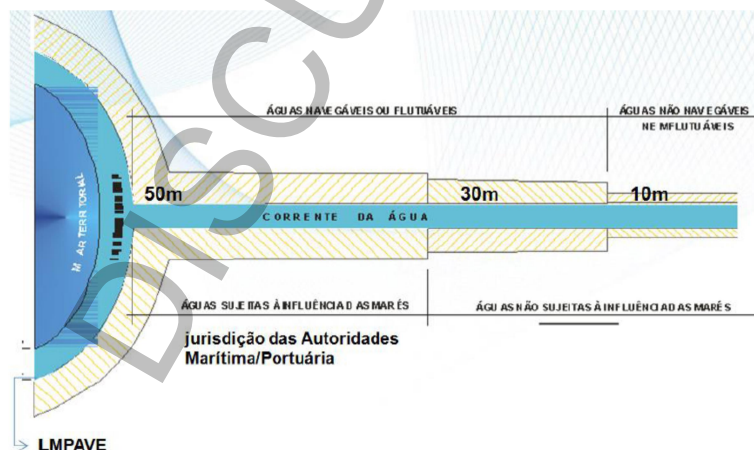 DISCU
ÁGUAS NAVEGÁVEIS OU FLUTUÁVEIS
ÁGUAS NÃO NAVEGÁVEIS
NEM FLUTUÁVEIS
50m
30m
10m
MAR TERRITORIAL
CORRENTE DA ÁGUA
ÁGUAS SUJEITAS À INFLUÊNCIA DAS MARÉS
ÁGUAS NÃO SUJEITAS À INFLUÊNCIA DAS MARÉS
jurisdição das Autoridades
Marítima/Portuária
LMPAVE